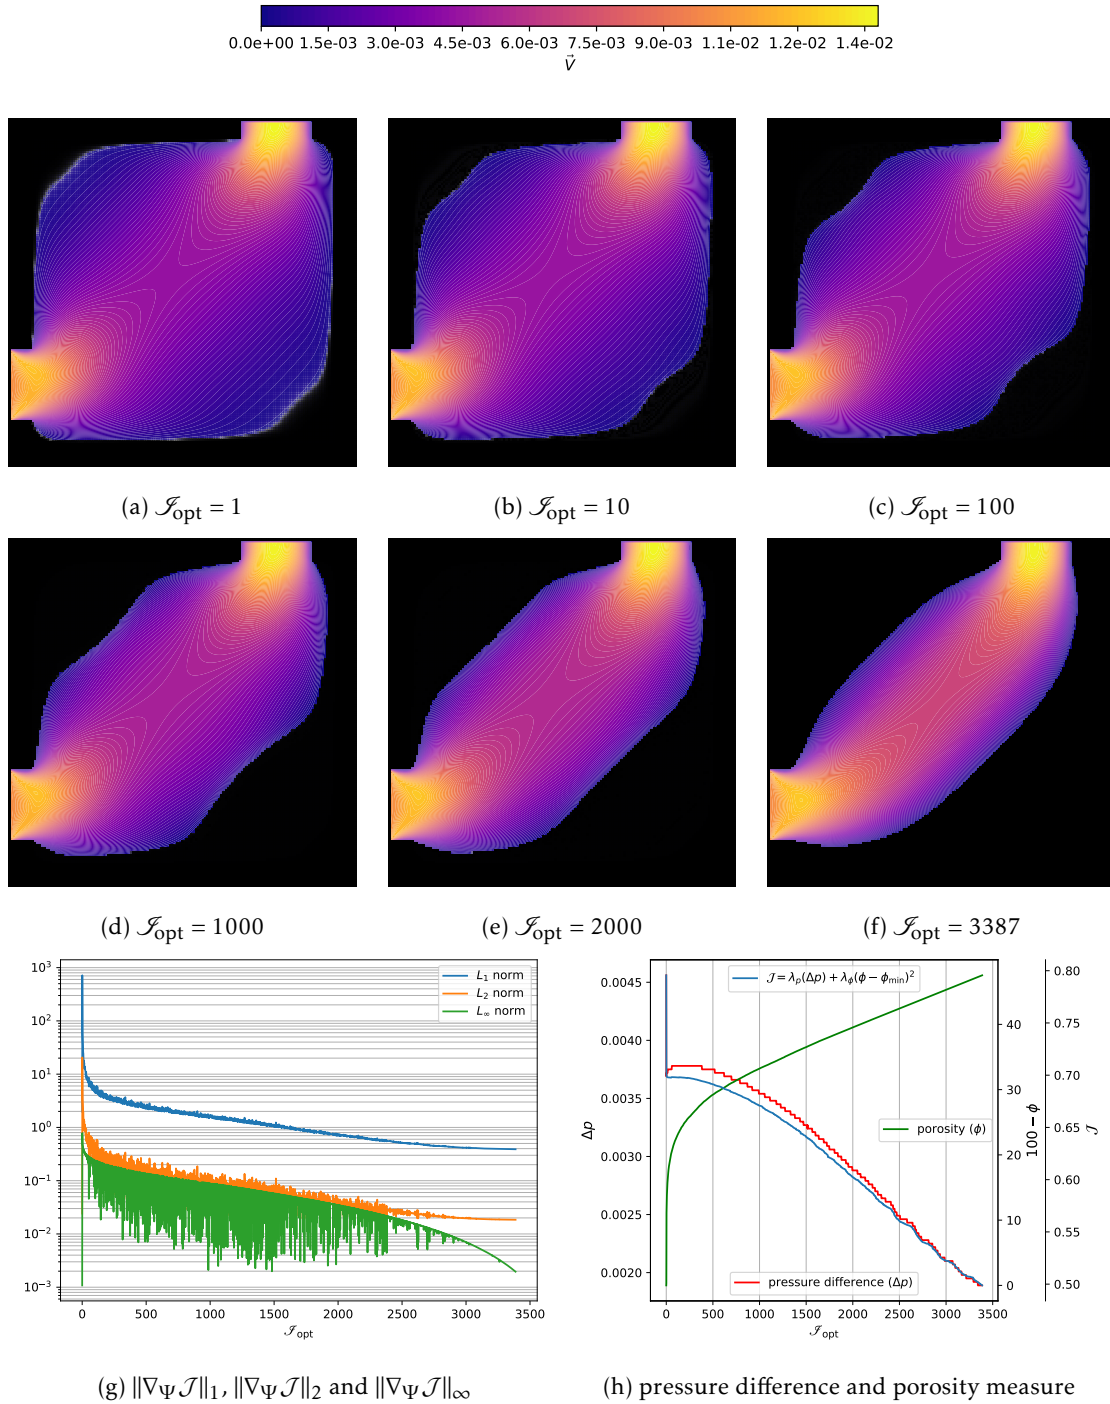 0.0e+00 1.5e-03 3.0e-03 4.5e-03 6.0e-03 7.5e-03 9.0e-03 1.1e-02 1.2e-02 1.4e-02
\vec{V}
(a) 𝒥opt = 1
(b) 𝒥opt = 10
(c) 𝒥opt = 100
(d) 𝒥opt = 1000
(e) 𝒥opt = 2000
(f) 𝒥opt = 3387
10³
10²
10¹
10⁰
10⁻¹
10⁻²
10⁻³
L₁ norm
L₂ norm
L∞ norm
0 500 1000 1500 2000 2500 3000 3500
𝒥opt
(g) ||∇Ψ𝒥||₁, ||∇Ψ𝒥||₂ and ||∇Ψ𝒥||∞
0.0045
0.0040
0.0035
0.0030
0.0025
0.0020
Δp
𝒥 = λp(Δp) + λϕ(ϕ − ϕmin)²
porosity (ϕ)
pressure difference (Δp)
40
30
20
10
0
100 − ϕ
0.80
0.75
0.70
0.65
0.60
0.55
0.50
𝒥
0 500 1000 1500 2000 2500 3000 3500
𝒥opt
(h) pressure difference and porosity measure